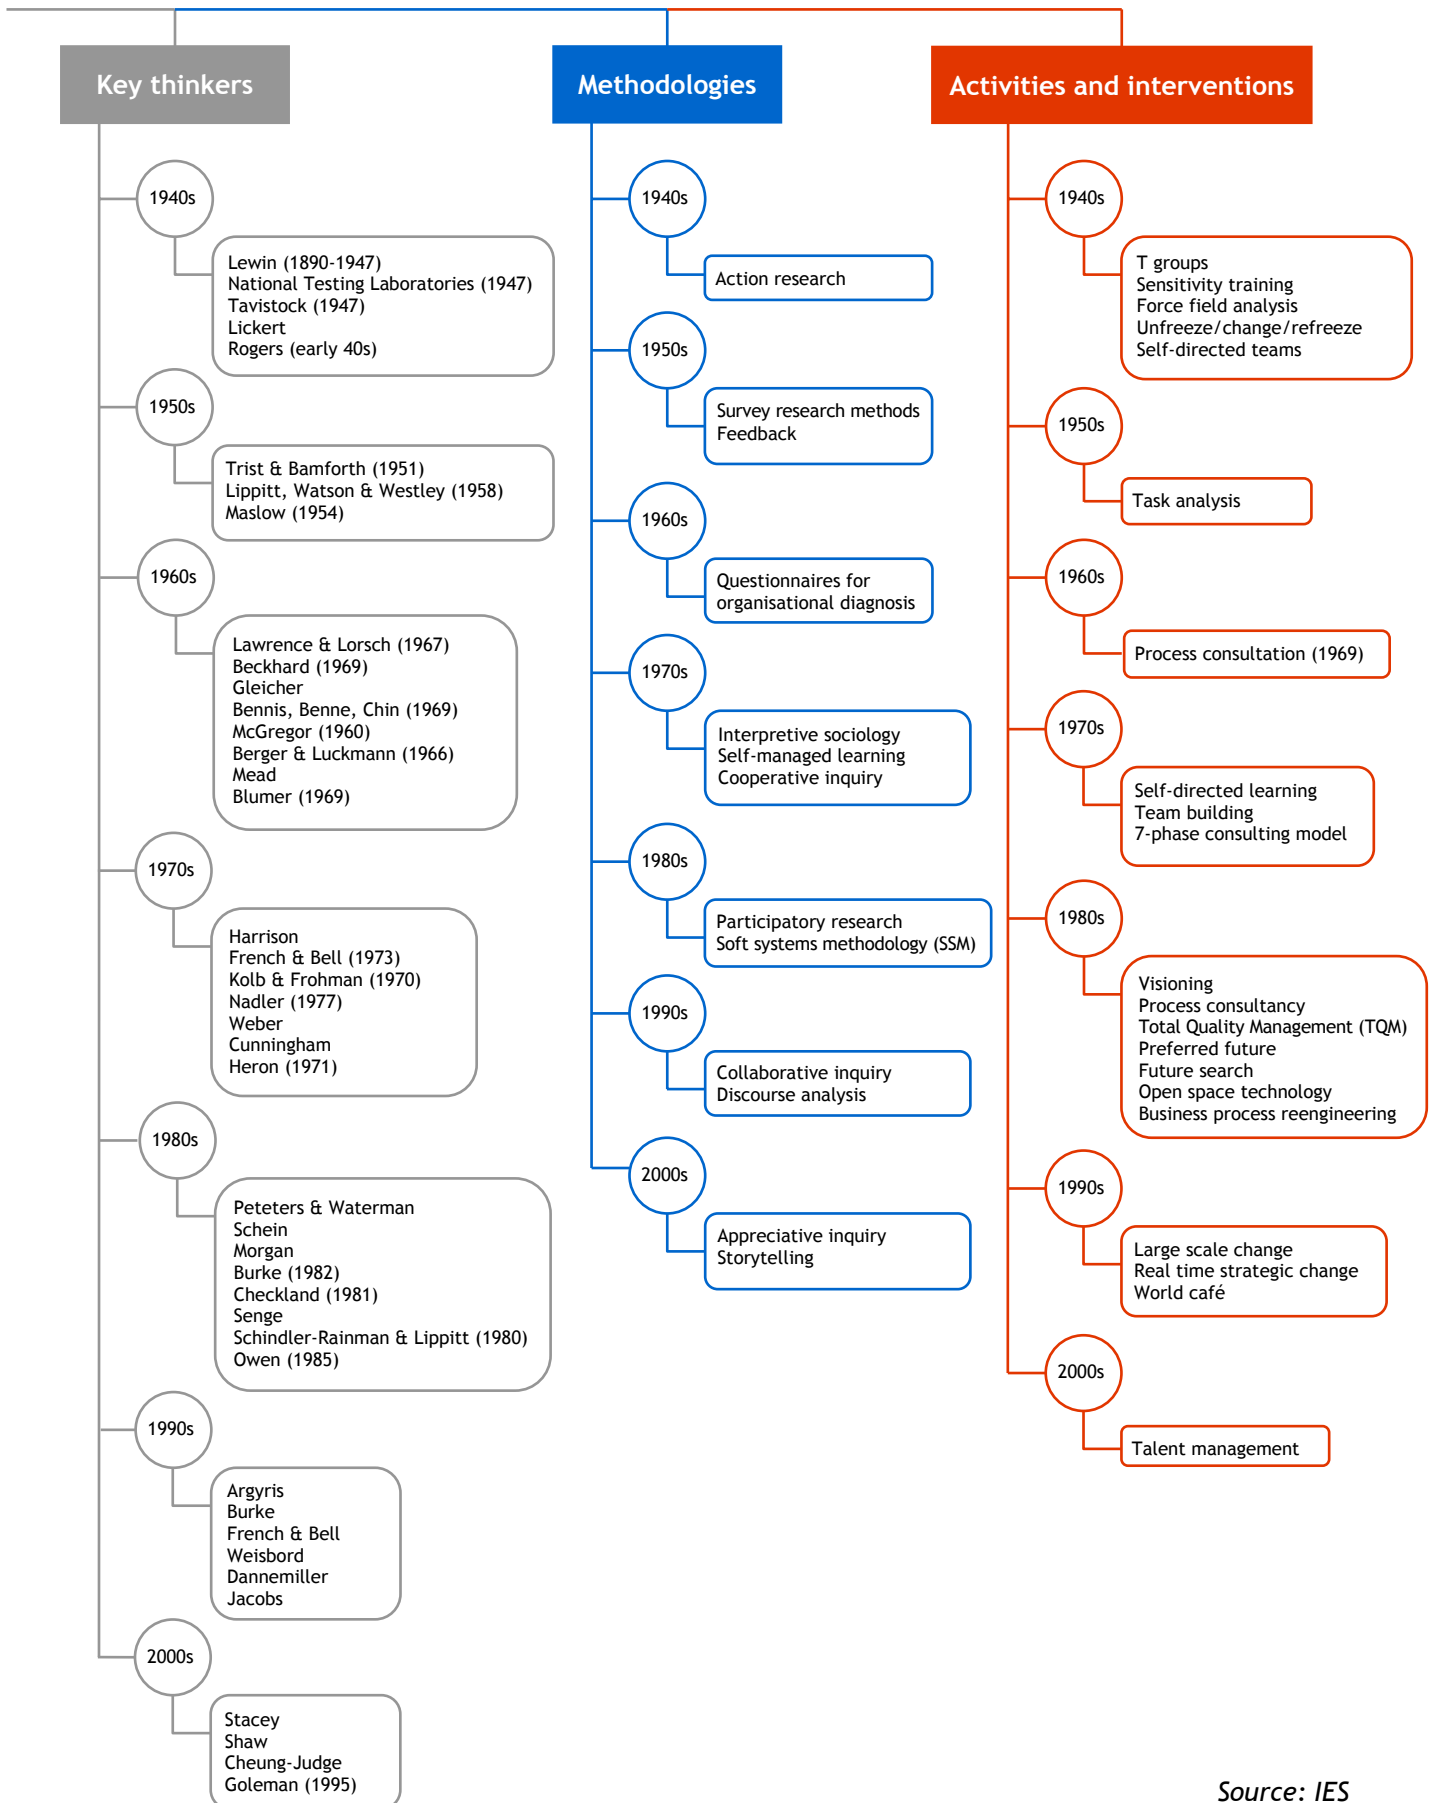 Key thinkers
1940s
Lewin (1890-1947)
National Testing Laboratories (1947)
Tavistock (1947)
Lickert
Rogers (early 40s)
1950s
Trist & Bamforth (1951)
Lippitt, Watson & Westley (1958)
Maslow (1954)
1960s
Lawrence & Lorsch (1967)
Beckhard (1969)
Gleicher
Bennis, Benne, Chin (1969)
McGregor (1960)
Berger & Luckmann (1966)
Mead
Blumer (1969)
1970s
Harrison
French & Bell (1973)
Kolb & Frohman (1970)
Nadler (1977)
Weber
Cunningham
Heron (1971)
1980s
Peteters & Waterman
Schein
Morgan
Burke (1982)
Checkland (1981)
Senge
Schindler-Rainman & Lippitt (1980)
Owen (1985)
1990s
Argyris
Burke
French & Bell
Weisbord
Dannemiller
Jacobs
2000s
Stacey
Shaw
Cheung-Judge
Goleman (1995)
Methodologies
1940s
Action research
1950s
Survey research methods
Feedback
1960s
Questionnaires for
organisational diagnosis
1970s
Interpretive sociology
Self-managed learning
Cooperative inquiry
1980s
Participatory research
Soft systems methodology (SSM)
1990s
Collaborative inquiry
Discourse analysis
2000s
Appreciative inquiry
Storytelling
Activities and interventions
1940s
T groups
Sensitivity training
Force field analysis
Unfreeze/change/refreeze
Self-directed teams
1950s
Task analysis
1960s
Process consultation (1969)
1970s
Self-directed learning
Team building
7-phase consulting model
1980s
Visioning
Process consultancy
Total Quality Management (TQM)
Preferred future
Future search
Open space technology
Business process reengineering
1990s
Large scale change
Real time strategic change
World café
2000s
Talent management
Source: IES